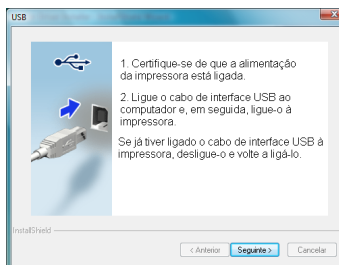 USB
1. Certifique-se de que a alimentação
da impressora está ligada.
2. Ligue o cabo de interface USB ao
computador e, em seguida, ligue-o à
impressora.
Se já tiver ligado o cabo de interface USB à
impressora, desligue-o e volte a ligá-lo.
InstallShield
< Anterior
Seguinte >
Cancelar